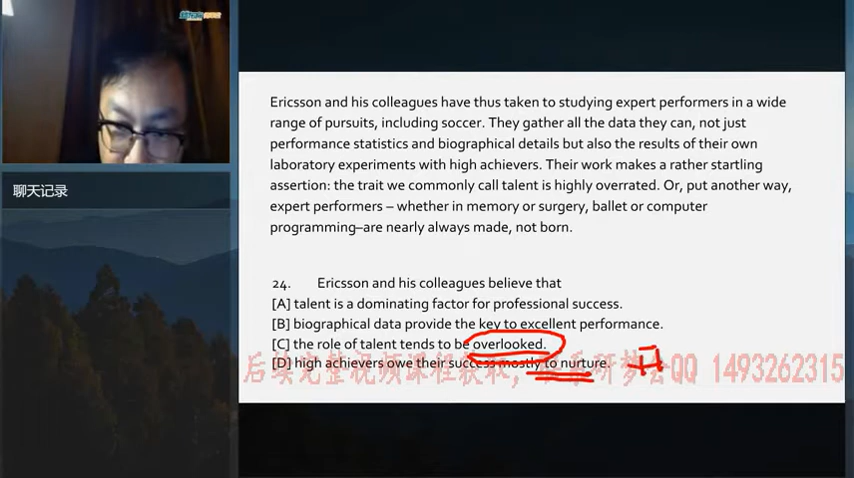 聊天记录
Ericsson and his colleagues have thus taken to studying expert performers in a wide
range of pursuits, including soccer. They gather all the data they can, not just
performance statistics and biographical details but also the results of their own
laboratory experiments with high achievers. Their work makes a rather startling
assertion: the trait we commonly call talent is highly overrated. Or, put another way,
expert performers – whether in memory or surgery, ballet or computer
programming–are nearly always made, not born.
24. Ericsson and his colleagues believe that
[A] talent is a dominating factor for professional success.
[B] biographical data provide the key to excellent performance.
[C] the role of talent tends to be overlooked.
[D] high achievers owe their success mostly to nurture.
后续完整视频课程获取，研梦会QQ 1493262315